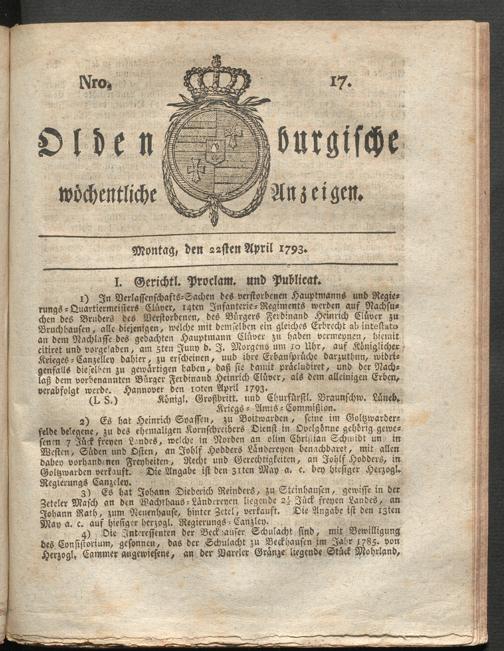 Nro. 17.
Oldenburgische
wöchentliche Anzeigen.
Montag, den 22sten April 1793.
I. Gerichtl. Proclam. und Publicat.
1) In Verlassenschafts-Sachen des verstorbenen Hauptmanns und Regie-
rungs-Quartiermeisters Clüver, 14ten Infanterie-Regiments werden auf Nachsu-
chen des Bruders des Verstorbenen, des Bürgers Ferdinand Heinrich Clüver zu
Bruchhausen, alle diejenigen, welche mit demselben ein gleiches Erbrecht ab intestato
an dem Nachlasse des gedachten Hauptmann Clüver zu haben vermeynen, hiemit
citiret und vorgeladen, am 5ten Juny d. J. Morgens um 10 Uhr, auf Königlicher
Krieges-Canzelley dahier, zu erscheinen, und ihre Erbansprüche darzuthun, widri-
genfalls dieselben zu gewärtigen haben, daß sie damit präcludiret, und der Nach-
laß dem vorbenannten Bürger Ferdinand Heinrich Clüver, als dem alleinigen Erben,
verabfolgt werde. Hannover den 10ten April 1793.
(L S.) Königl. Großbritt. und Churfürstl. Braunschw. Lüneb.
Kriegs- Amts-Commißion.
2) Es hat Heinrich Spassen, zu Boitwarden, seine im Golzwarder-
felde belegene, zu des ehemaligen Kornschreibers Dienst in Ovelgönne gehörig gewe-
senen 7 Jück freyen Landes, welche in Norden an olim Christian Schmidt un in
Westen, Süden und Osten, an Johlf Hodders Ländereyen benachbaret, mit allen
dabey vorhandenen Freyheiten, Recht und Gerechtigkeiten, an Johlf Hodders, in
Golzwarden verkauft. Die Angabe ist den 31ten May a. c. bey hiesiger Herzogl.
Regierungs Canzeley.
3) Es hat Johann Diederich Reinders, zu Steinhausen, gewisse in der
Zeteler Masch an den Wachthaus-Ländereyen liegende 2½ Jück freyen Landes, an
Johann Kath, zum Neuenhause, hinter Zetel, verkauft. Die Angabe ist den 13ten
May a. c. auf hiesiger herzogl. Regierungs-Canzley.
4) Die Interessenten der Beckhauser Schulacht sind, mit Bewilligung
des Consistorium, gesonnen, das der Schulacht zu Beckhausen im Jahr 1785. von
Herzogl. Cammer angewiesene, an der Vareler Gränze liegende Stück Mohrland,